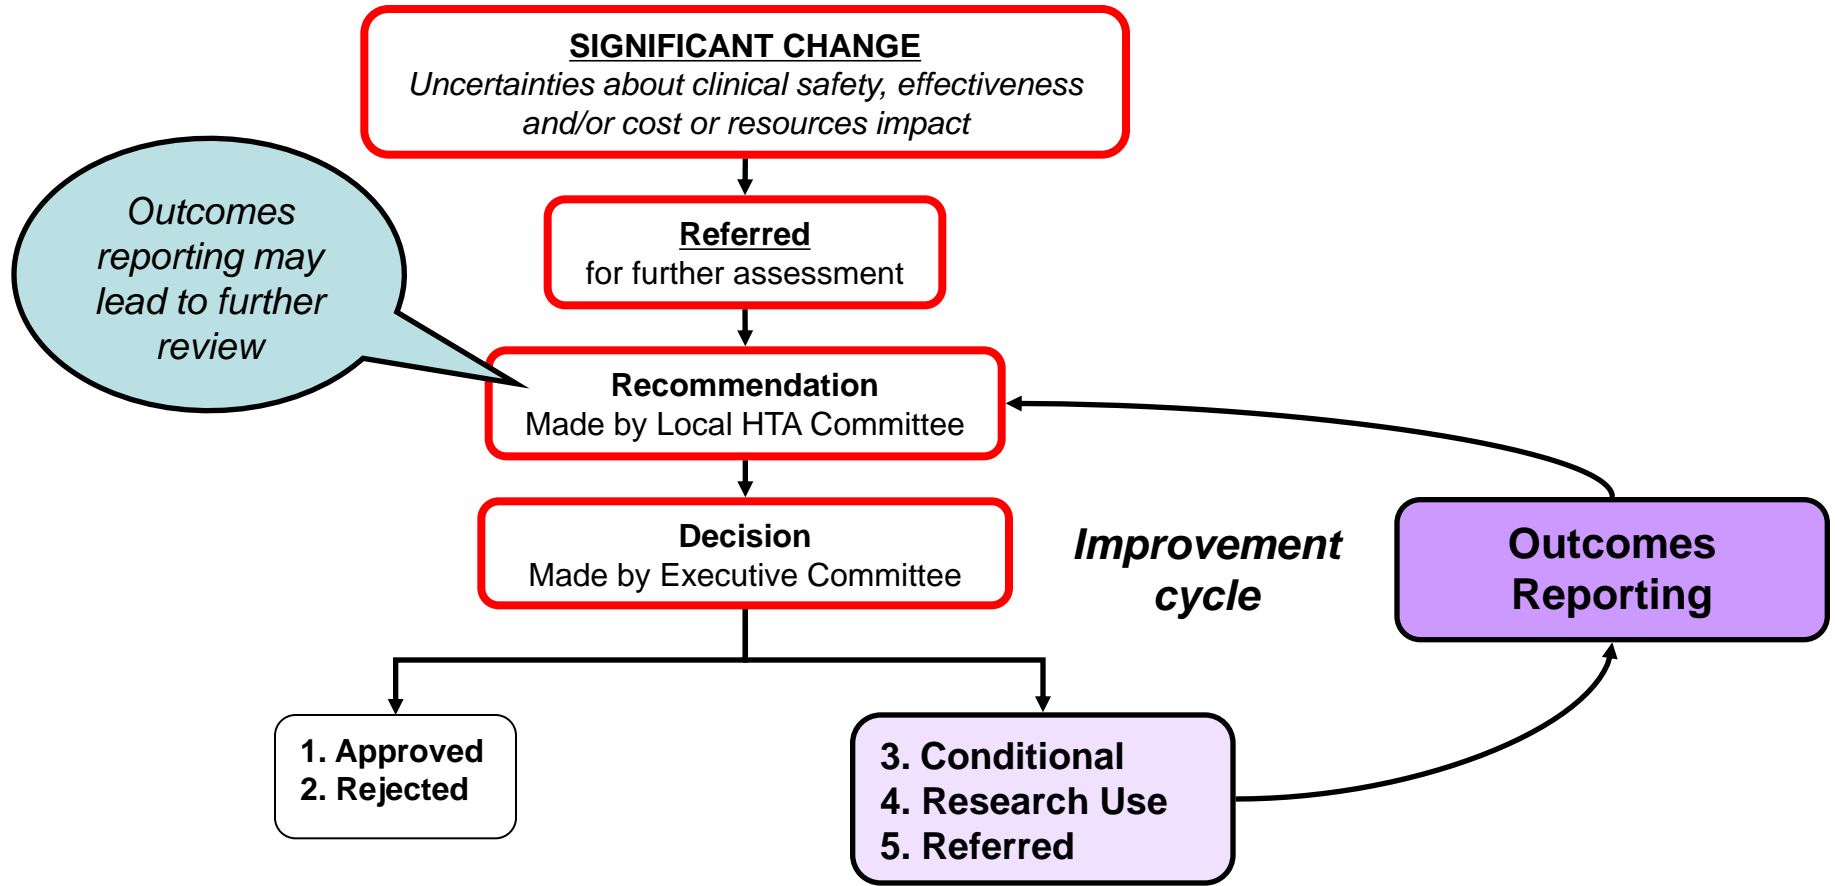 SIGNIFICANT CHANGE
Uncertainties about clinical safety, effectiveness
and/or cost or resources impact
Outcomes
reporting may
lead to further
review
Referred
for further assessment
Recommendation
Made by Local HTA Committee
Decision
Made by Executive Committee
Improvement
cycle
Outcomes
Reporting
1. Approved
2. Rejected
3. Conditional
4. Research Use
5. Referred